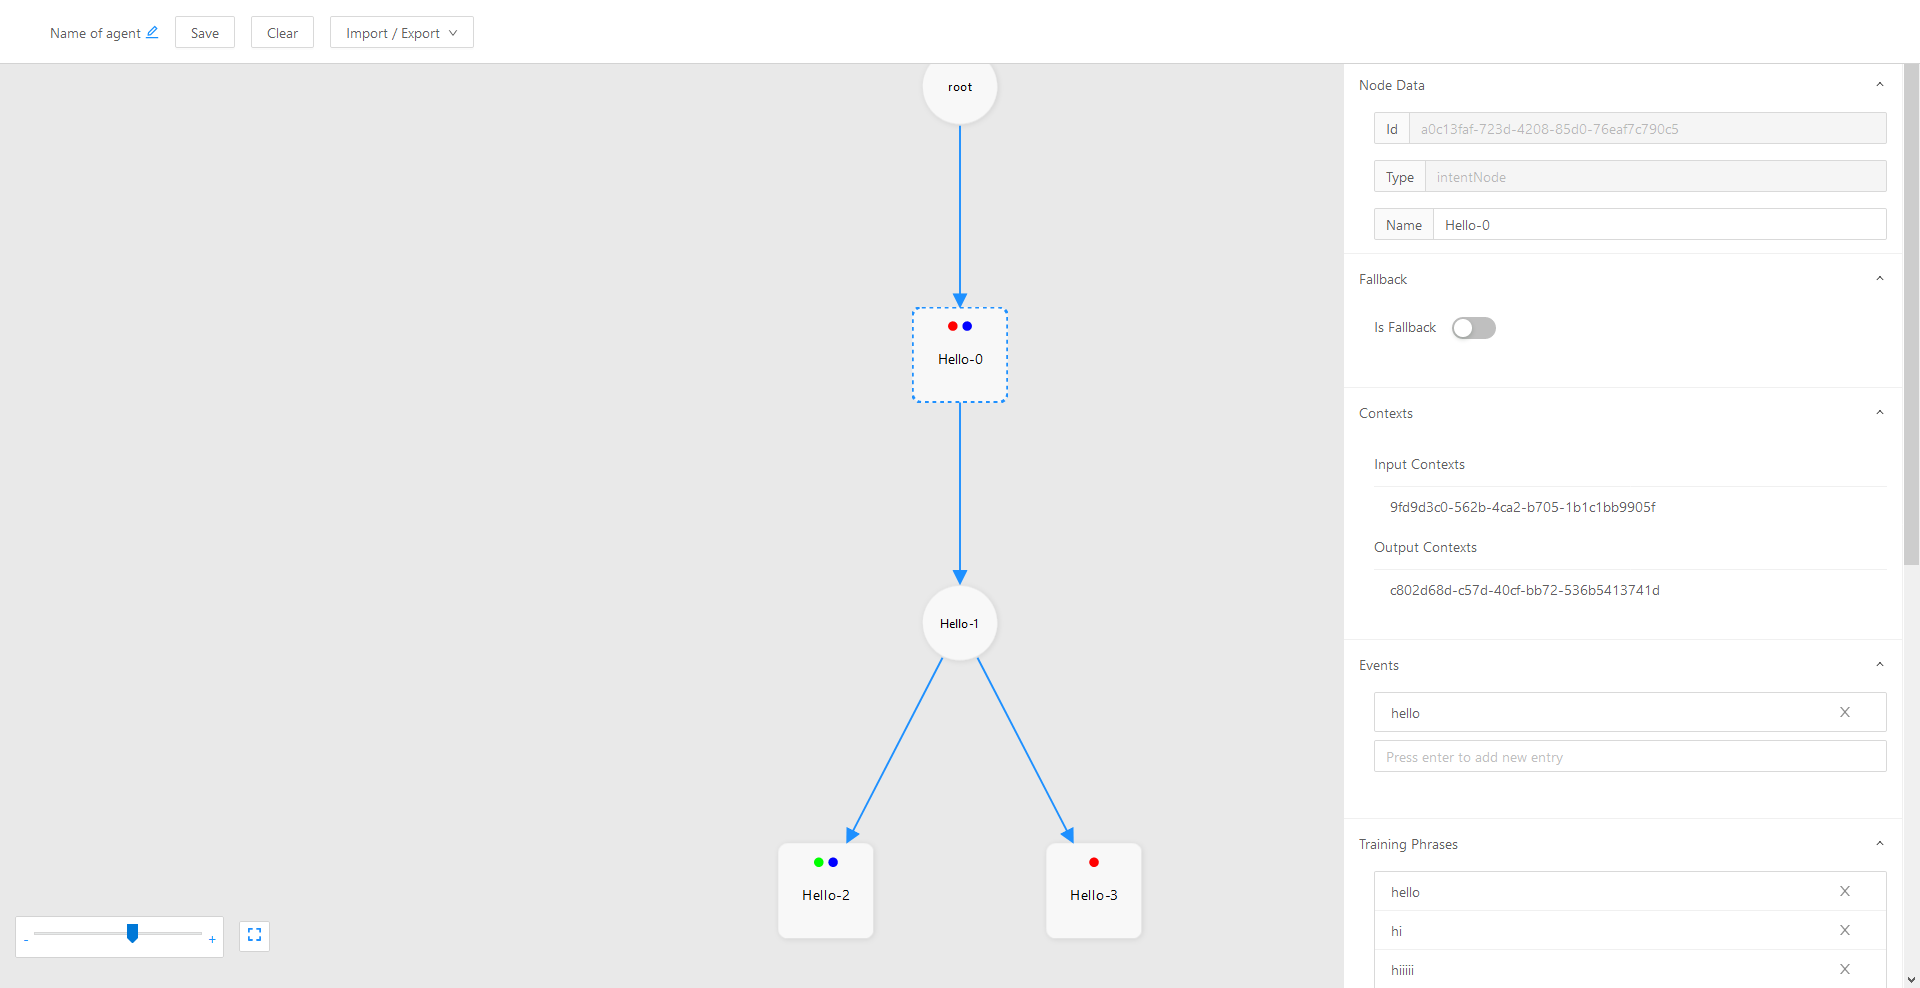 Name of agent
Save
Clear
Import / Export
root
Hello-0
Hello-1
Hello-2
Hello-3
-
+
Node Data
Id a0c13faf-723d-4208-85d0-76eaf7c790c5
Type intentNode
Name Hello-0
Fallback
Is Fallback
Contexts
Input Contexts
9fd9d3c0-562b-4ca2-b705-1b1c1bb9905f
Output Contexts
c802d68d-c57d-40cf-bb72-536b5413741d
Events
hello X
Press enter to add new entry
Training Phrases
hello X
hi X
hiiiii X